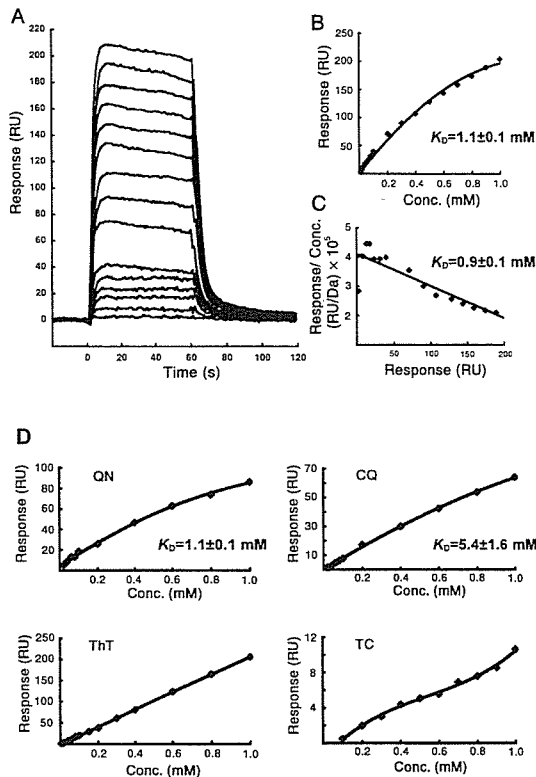 A
220
200
180
160
140
120
100
80
60
40
20
0
Response (RU)
0 20 40 60 80 100 120
Time (s)
B
250
200
150
100
50
Response (RU)
K_D=1.1±0.1 mM
0.2 0.4 0.6 0.8 1.0
Conc. (mM)
C
5
4
3
2
Response/ Conc.
(RU/Da) × 10⁵
K_D=0.9±0.1 mM
50 100 150 200
Response (RU)
D
100
80
60
40
20
Response (RU)
QN
K_D=1.1±0.1 mM
0.2 0.4 0.6 0.8 1.0
Conc. (mM)
70
50
30
10
Response (RU)
CQ
K_D=5.4±1.6 mM
0.2 0.4 0.6 0.8 1.0
Conc. (mM)
250
200
150
100
50
Response (RU)
ThT
0.2 0.4 0.6 0.8 1.0
Conc. (mM)
12
8
4
Response (RU)
TC
0.2 0.4 0.6 0.8 1.0
Conc. (mM)